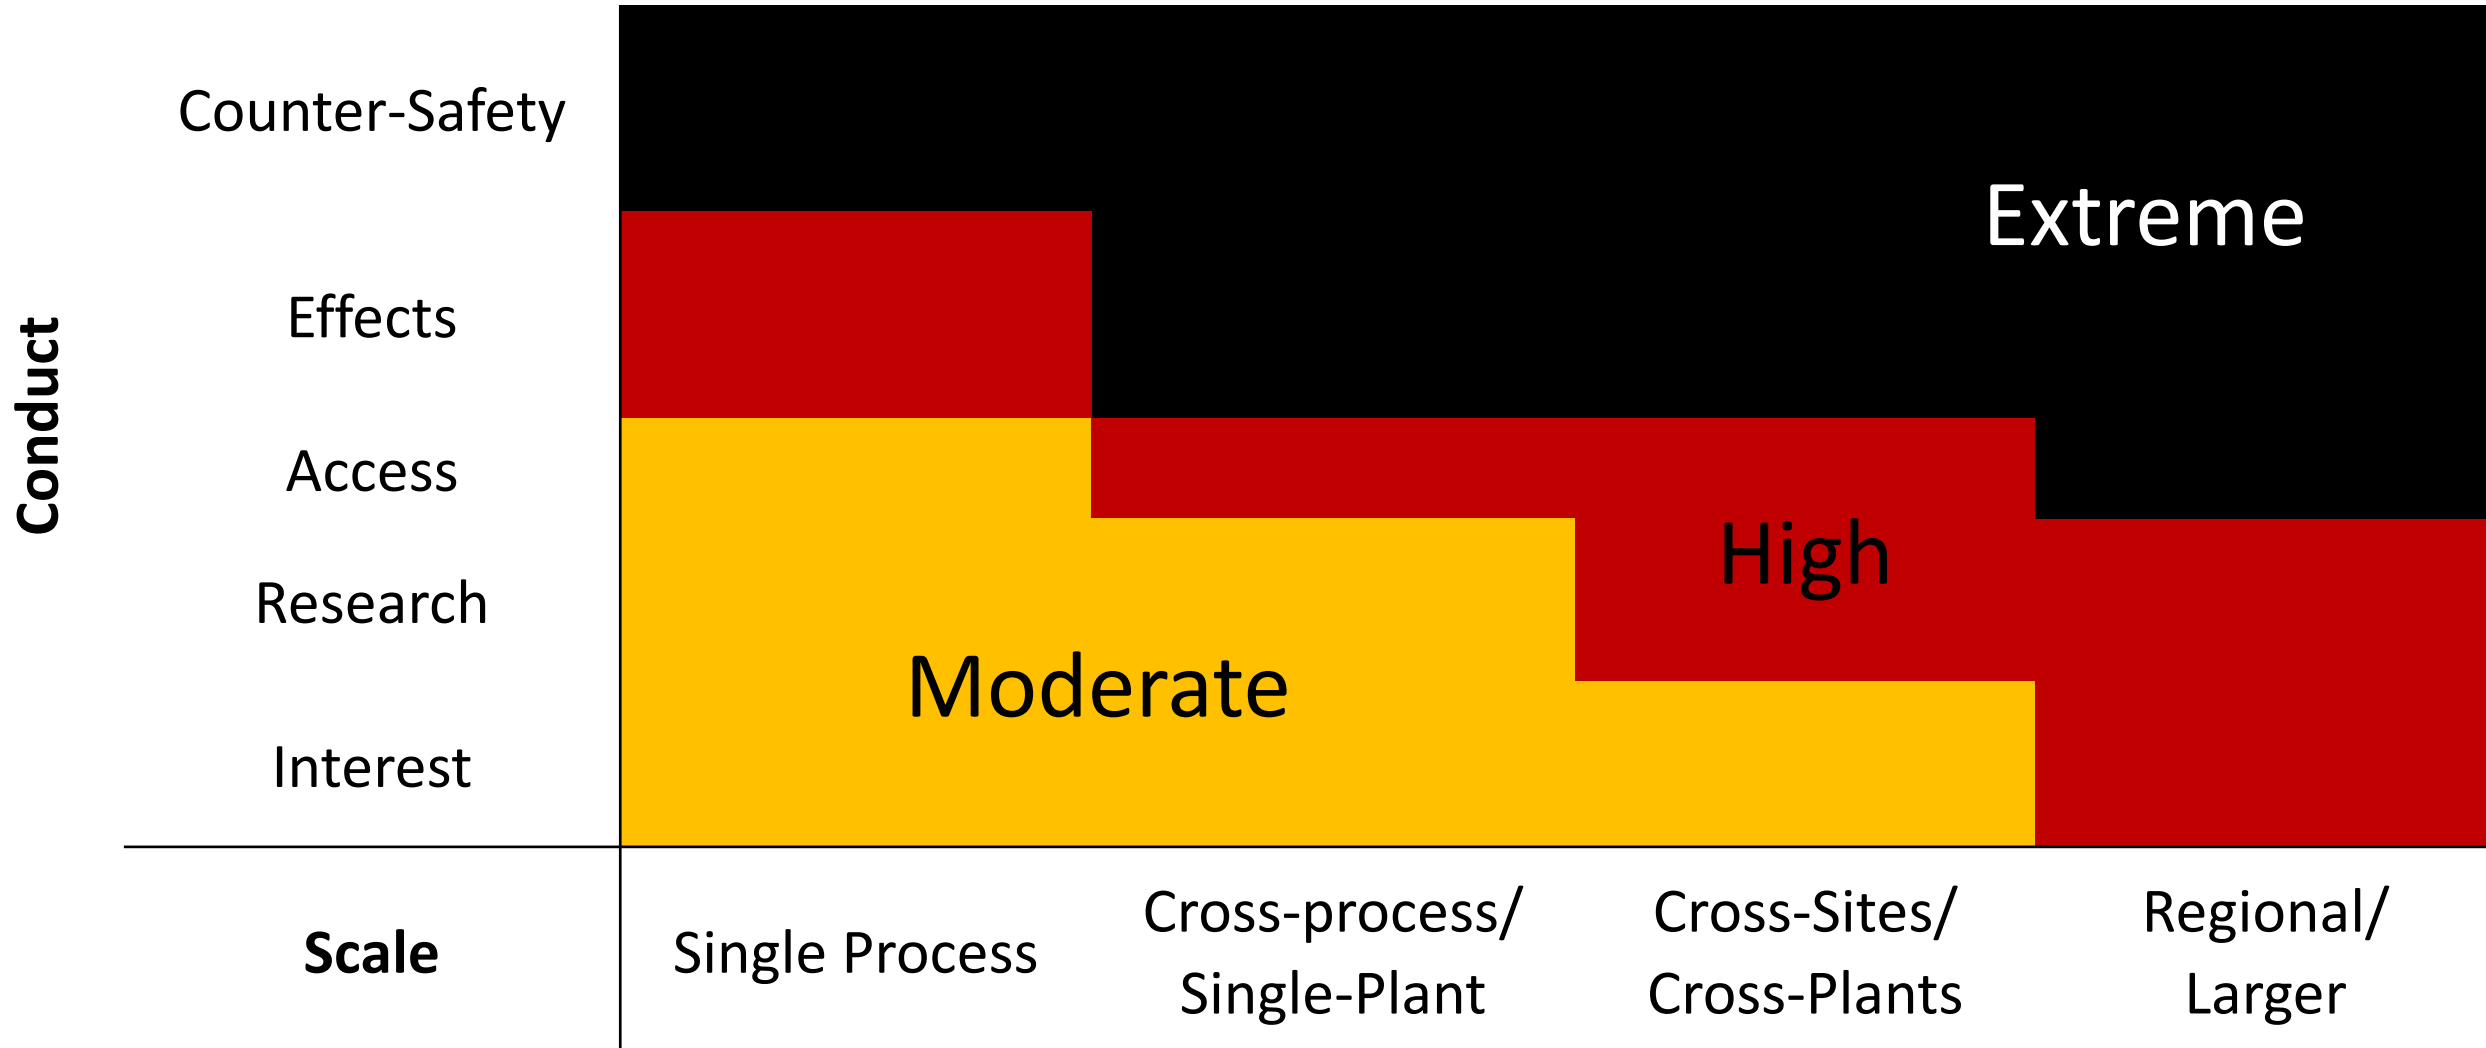 Counter-Safety
Extreme
Effects
Conduct
Access
High
Research
Moderate
Interest
Scale
Single Process
Cross-process/
Single-Plant
Cross-Sites/
Cross-Plants
Regional/
Larger